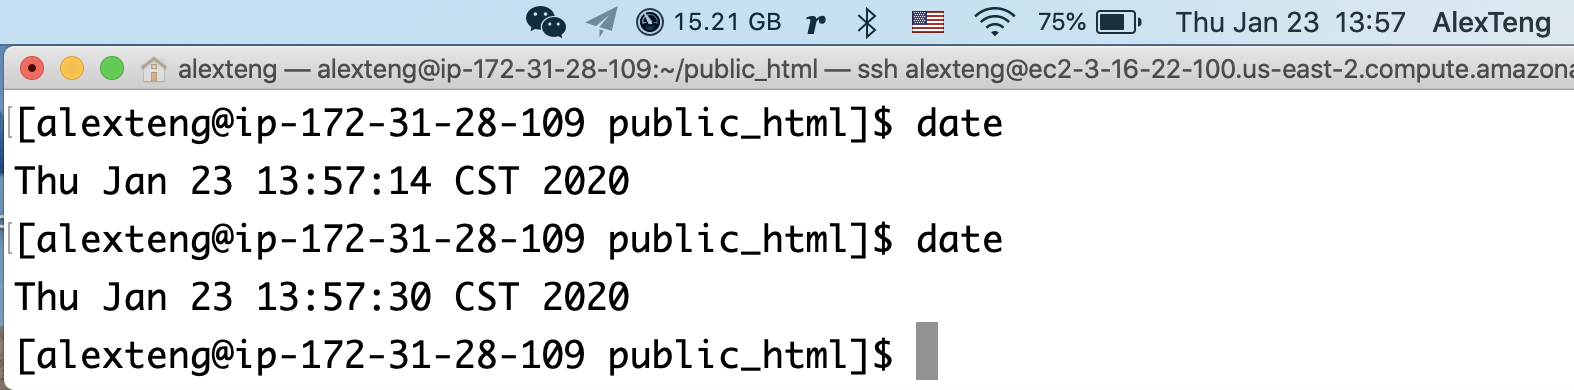 15.21 GB r 75% Thu Jan 23 13:57 AlexTeng
alexteng — alexteng@ip-172-31-28-109:~/public_html — ssh alexteng@ec2-3-16-22-100.us-east-2.compute.amazona
[alexteng@ip-172-31-28-109 public_html]$ date
Thu Jan 23 13:57:14 CST 2020
[alexteng@ip-172-31-28-109 public_html]$ date
Thu Jan 23 13:57:30 CST 2020
[alexteng@ip-172-31-28-109 public_html]$